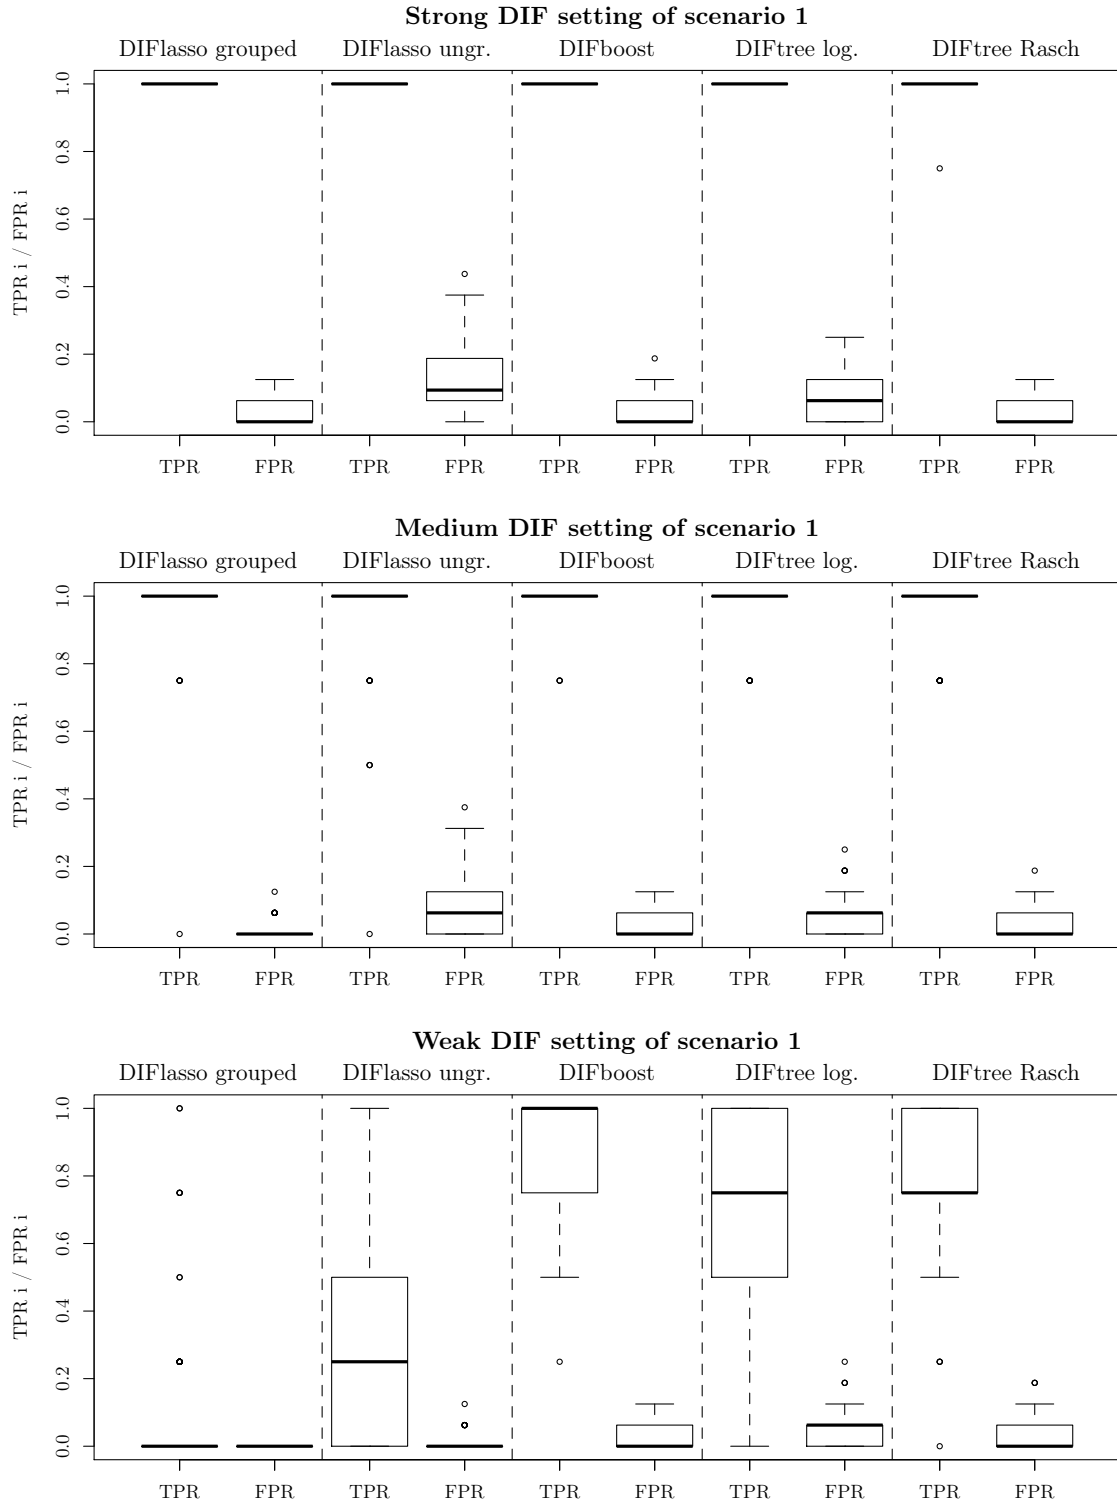 Strong DIF setting of scenario 1
DIFlasso grouped DIFlasso ungr. DIFboost DIFtree log. DIFtree Rasch
TPR i / FPR i
1.0
0.8
0.6
0.4
0.2
0.0
TPR FPR TPR FPR TPR FPR TPR FPR TPR FPR
Medium DIF setting of scenario 1
DIFlasso grouped DIFlasso ungr. DIFboost DIFtree log. DIFtree Rasch
TPR i / FPR i
1.0
0.8
0.6
0.4
0.2
0.0
TPR FPR TPR FPR TPR FPR TPR FPR TPR FPR
Weak DIF setting of scenario 1
DIFlasso grouped DIFlasso ungr. DIFboost DIFtree log. DIFtree Rasch
TPR i / FPR i
1.0
0.8
0.6
0.4
0.2
0.0
TPR FPR TPR FPR TPR FPR TPR FPR TPR FPR